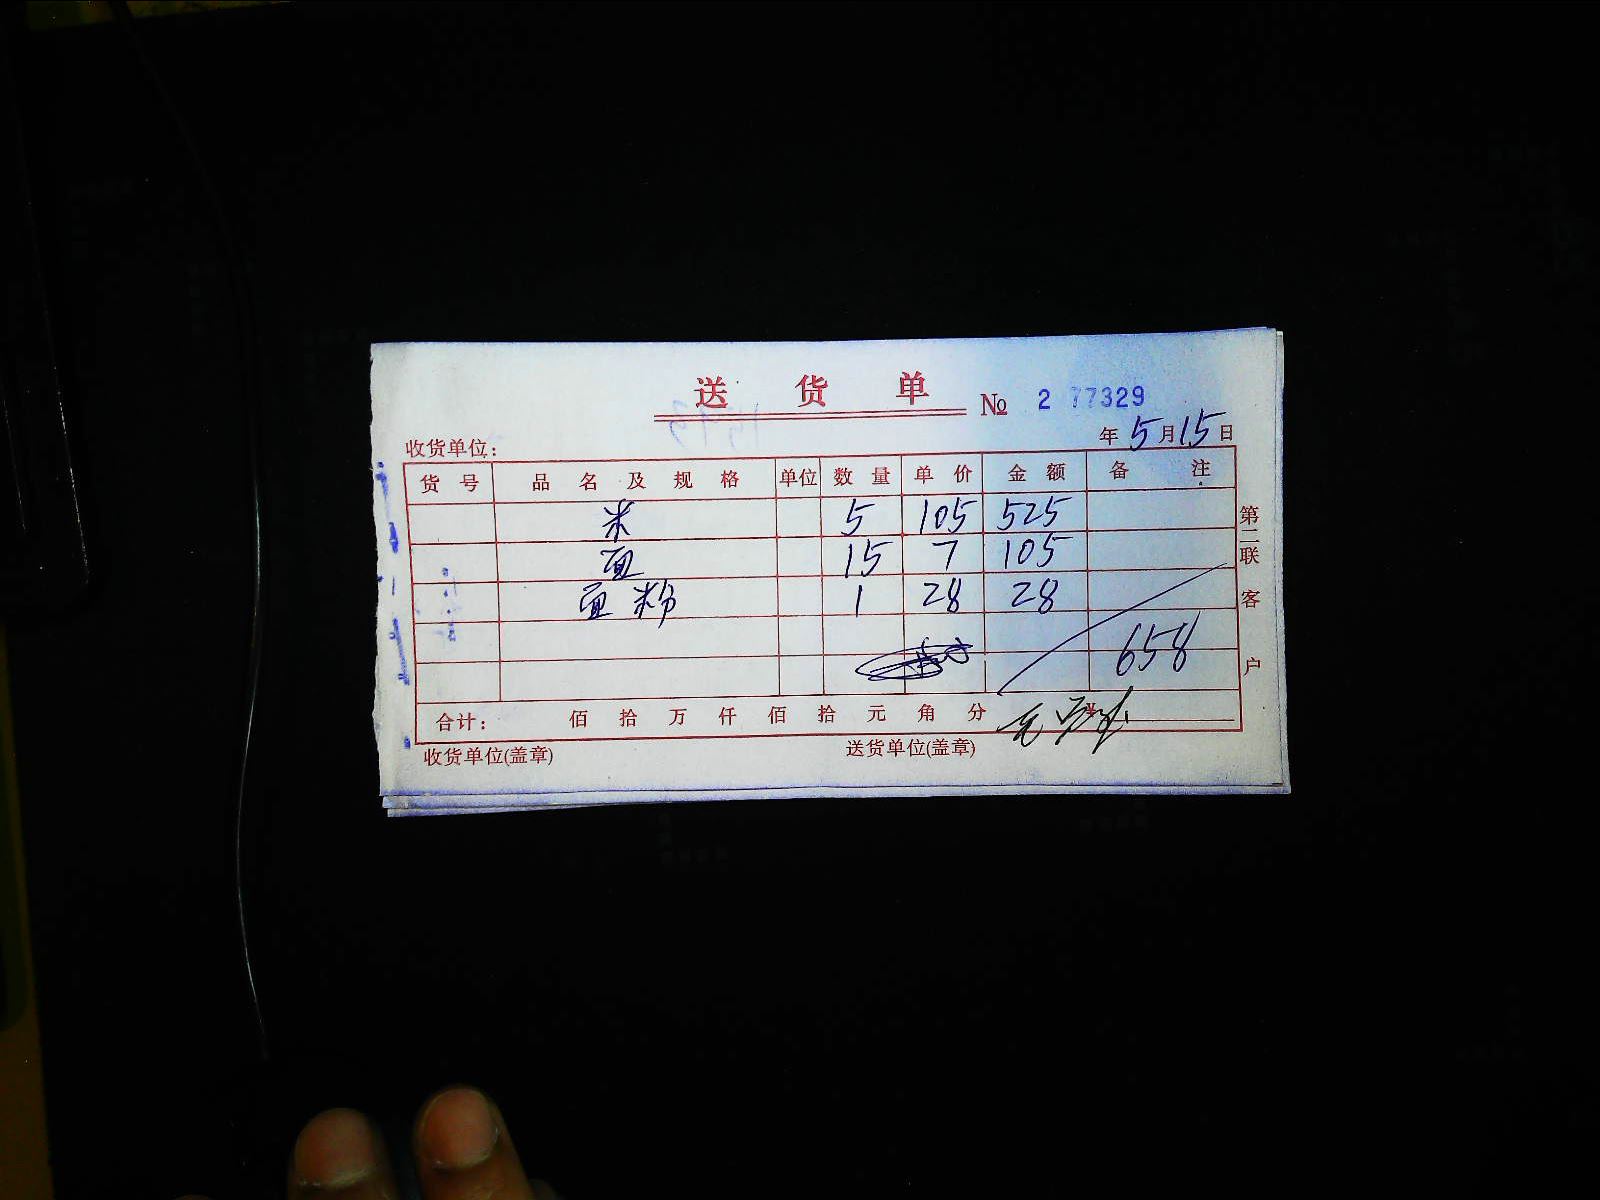 送 货 单
№ 2 77329
年 5 月 15 日
收货单位:
货号 品名及规格 单位 数量 单价 金额 备注
米 5 105 525
面 15 7 105
面粉 1 28 28
658
合计: 佰 拾 万 仟 佰 拾 元 角 分 ¥
收货单位(盖章) 送货单位(盖章)
第二联 客户